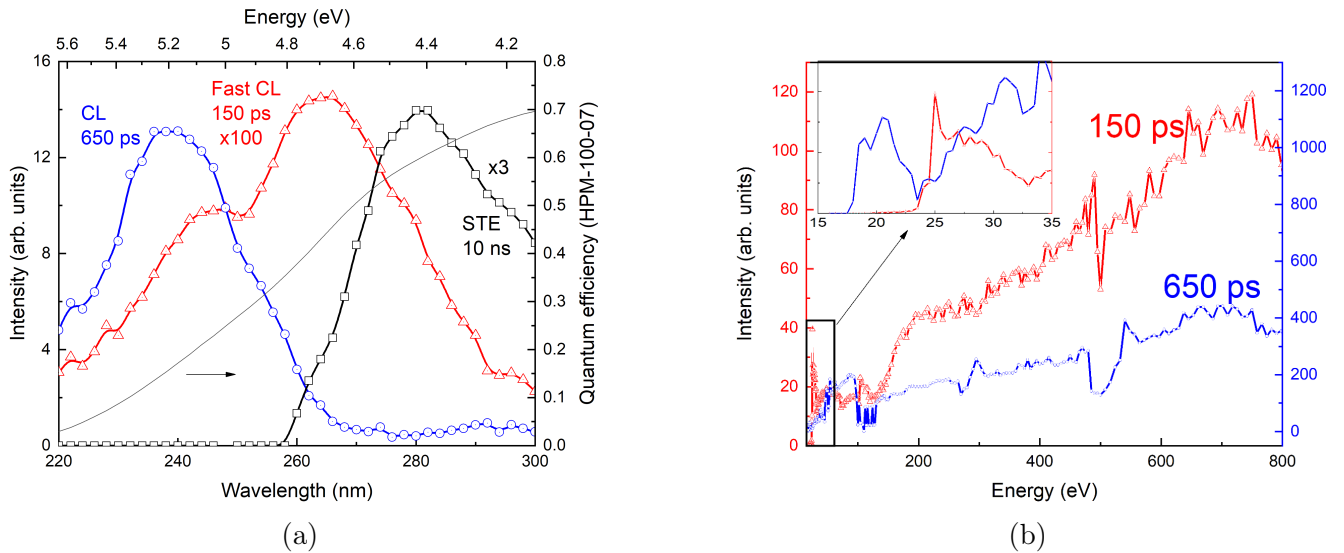 Energy (eV)
5.6 5.4 5.2 5 4.8 4.6 4.4 4.2
16 14 12 10 8 6 4 2 0
Intensity (arb. units)
CL
650 ps
Fast CL
150 ps
x100
x3
STE
10 ns
0.8 0.7 0.6 0.5 0.4 0.3 0.2 0.1 0.0
Quantum efficiency (HPM-100-07)
220 240 260 280 300
Wavelength (nm)
(a)
120
100
80
60
40
20
0
Intensity (arb. units)
15 20 25 30 35
150 ps
650 ps
1200
1000
800
600
400
200
0
200 400 600 800
Energy (eV)
(b)